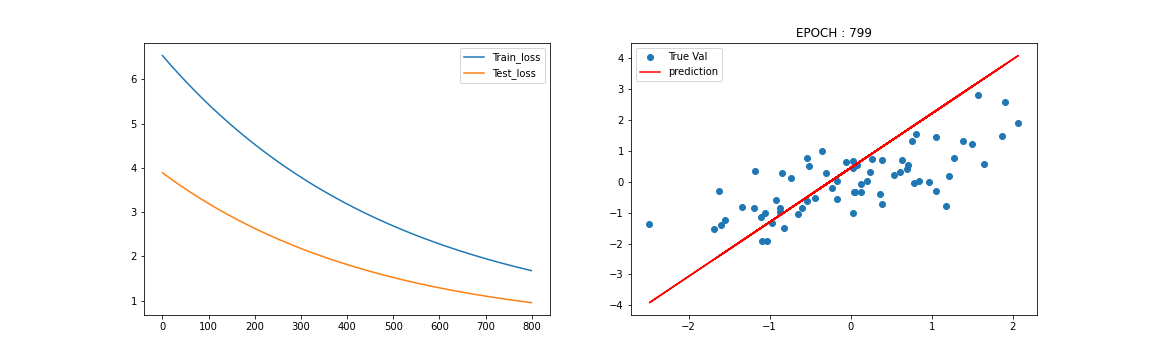 Train_loss
Test_loss
6
5
4
3
2
1
0 100 200 300 400 500 600 700 800
EPOCH : 799
True Val
prediction
4
3
2
1
0
−1
−2
−3
−4
−2 −1 0 1 2